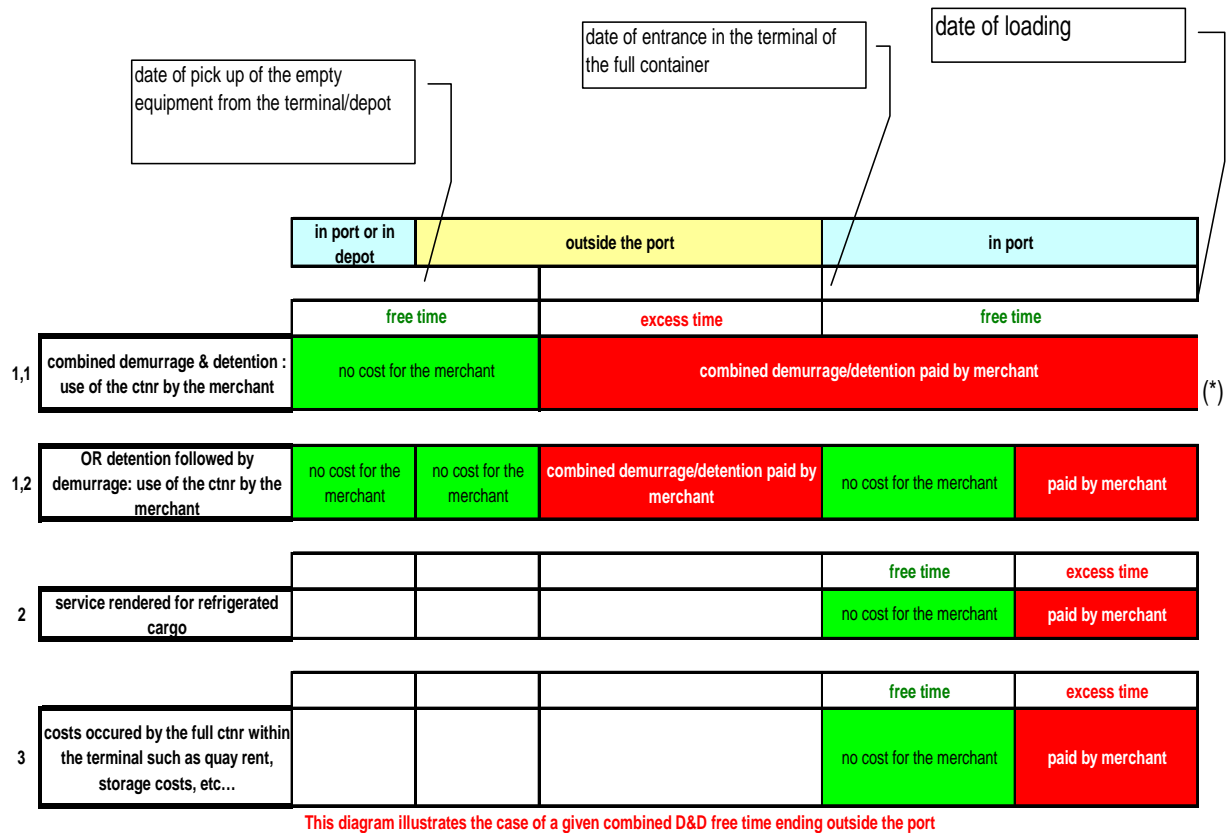 date of pick up of the empty
equipment from the terminal/depot
date of entrance in the terminal of
the full container
date of loading
in port or in
depot
outside the port
in port
free time
excess time
free time
1,1
combined demurrage & detention :
use of the ctnr by the merchant
no cost for the merchant
combined demurrage/detention paid by merchant
(*)
1,2
OR detention followed by
demurrage: use of the ctnr by the
merchant
no cost for the
merchant
no cost for the
merchant
combined demurrage/detention paid by
merchant
no cost for the merchant
paid by merchant
free time
excess time
2
service rendered for refrigerated
cargo
no cost for the merchant
paid by merchant
free time
excess time
3
costs occured by the full ctnr within
the terminal such as quay rent,
storage costs, etc…
no cost for the merchant
paid by merchant
This diagram illustrates the case of a given combined D&D free time ending outside the port